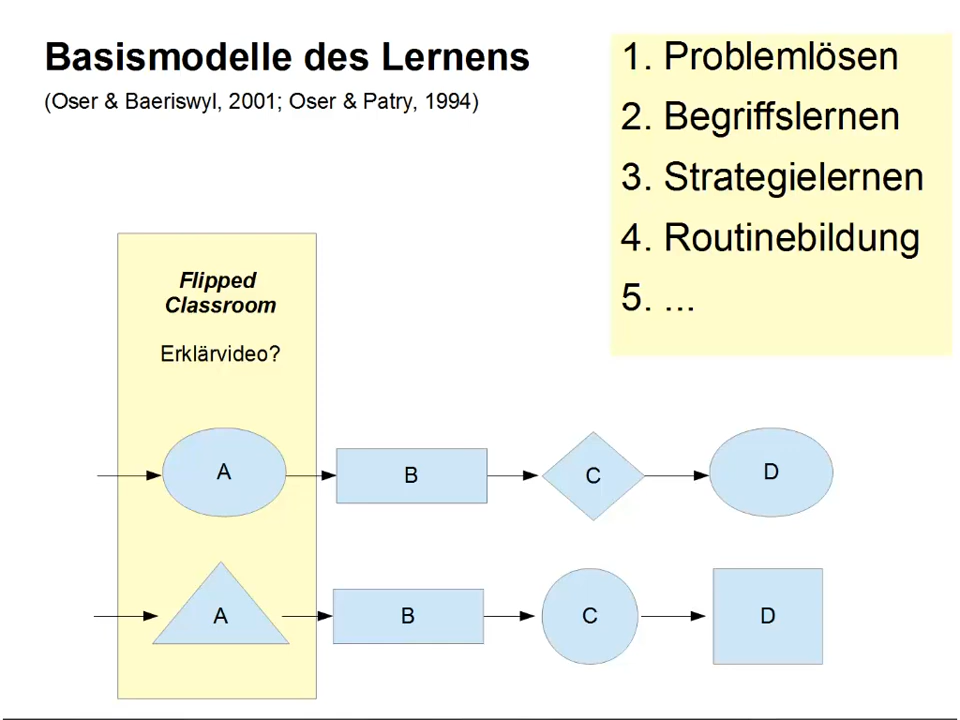 Basismodelle des Lernens
(Oser & Baeriswyl, 2001; Oser & Patry, 1994)
1. Problemlösen
2. Begriffslernen
3. Strategielernen
4. Routinebildung
5. ...
Flipped
Classroom
Erklärvideo?
A
B
C
D
A
B
C
D